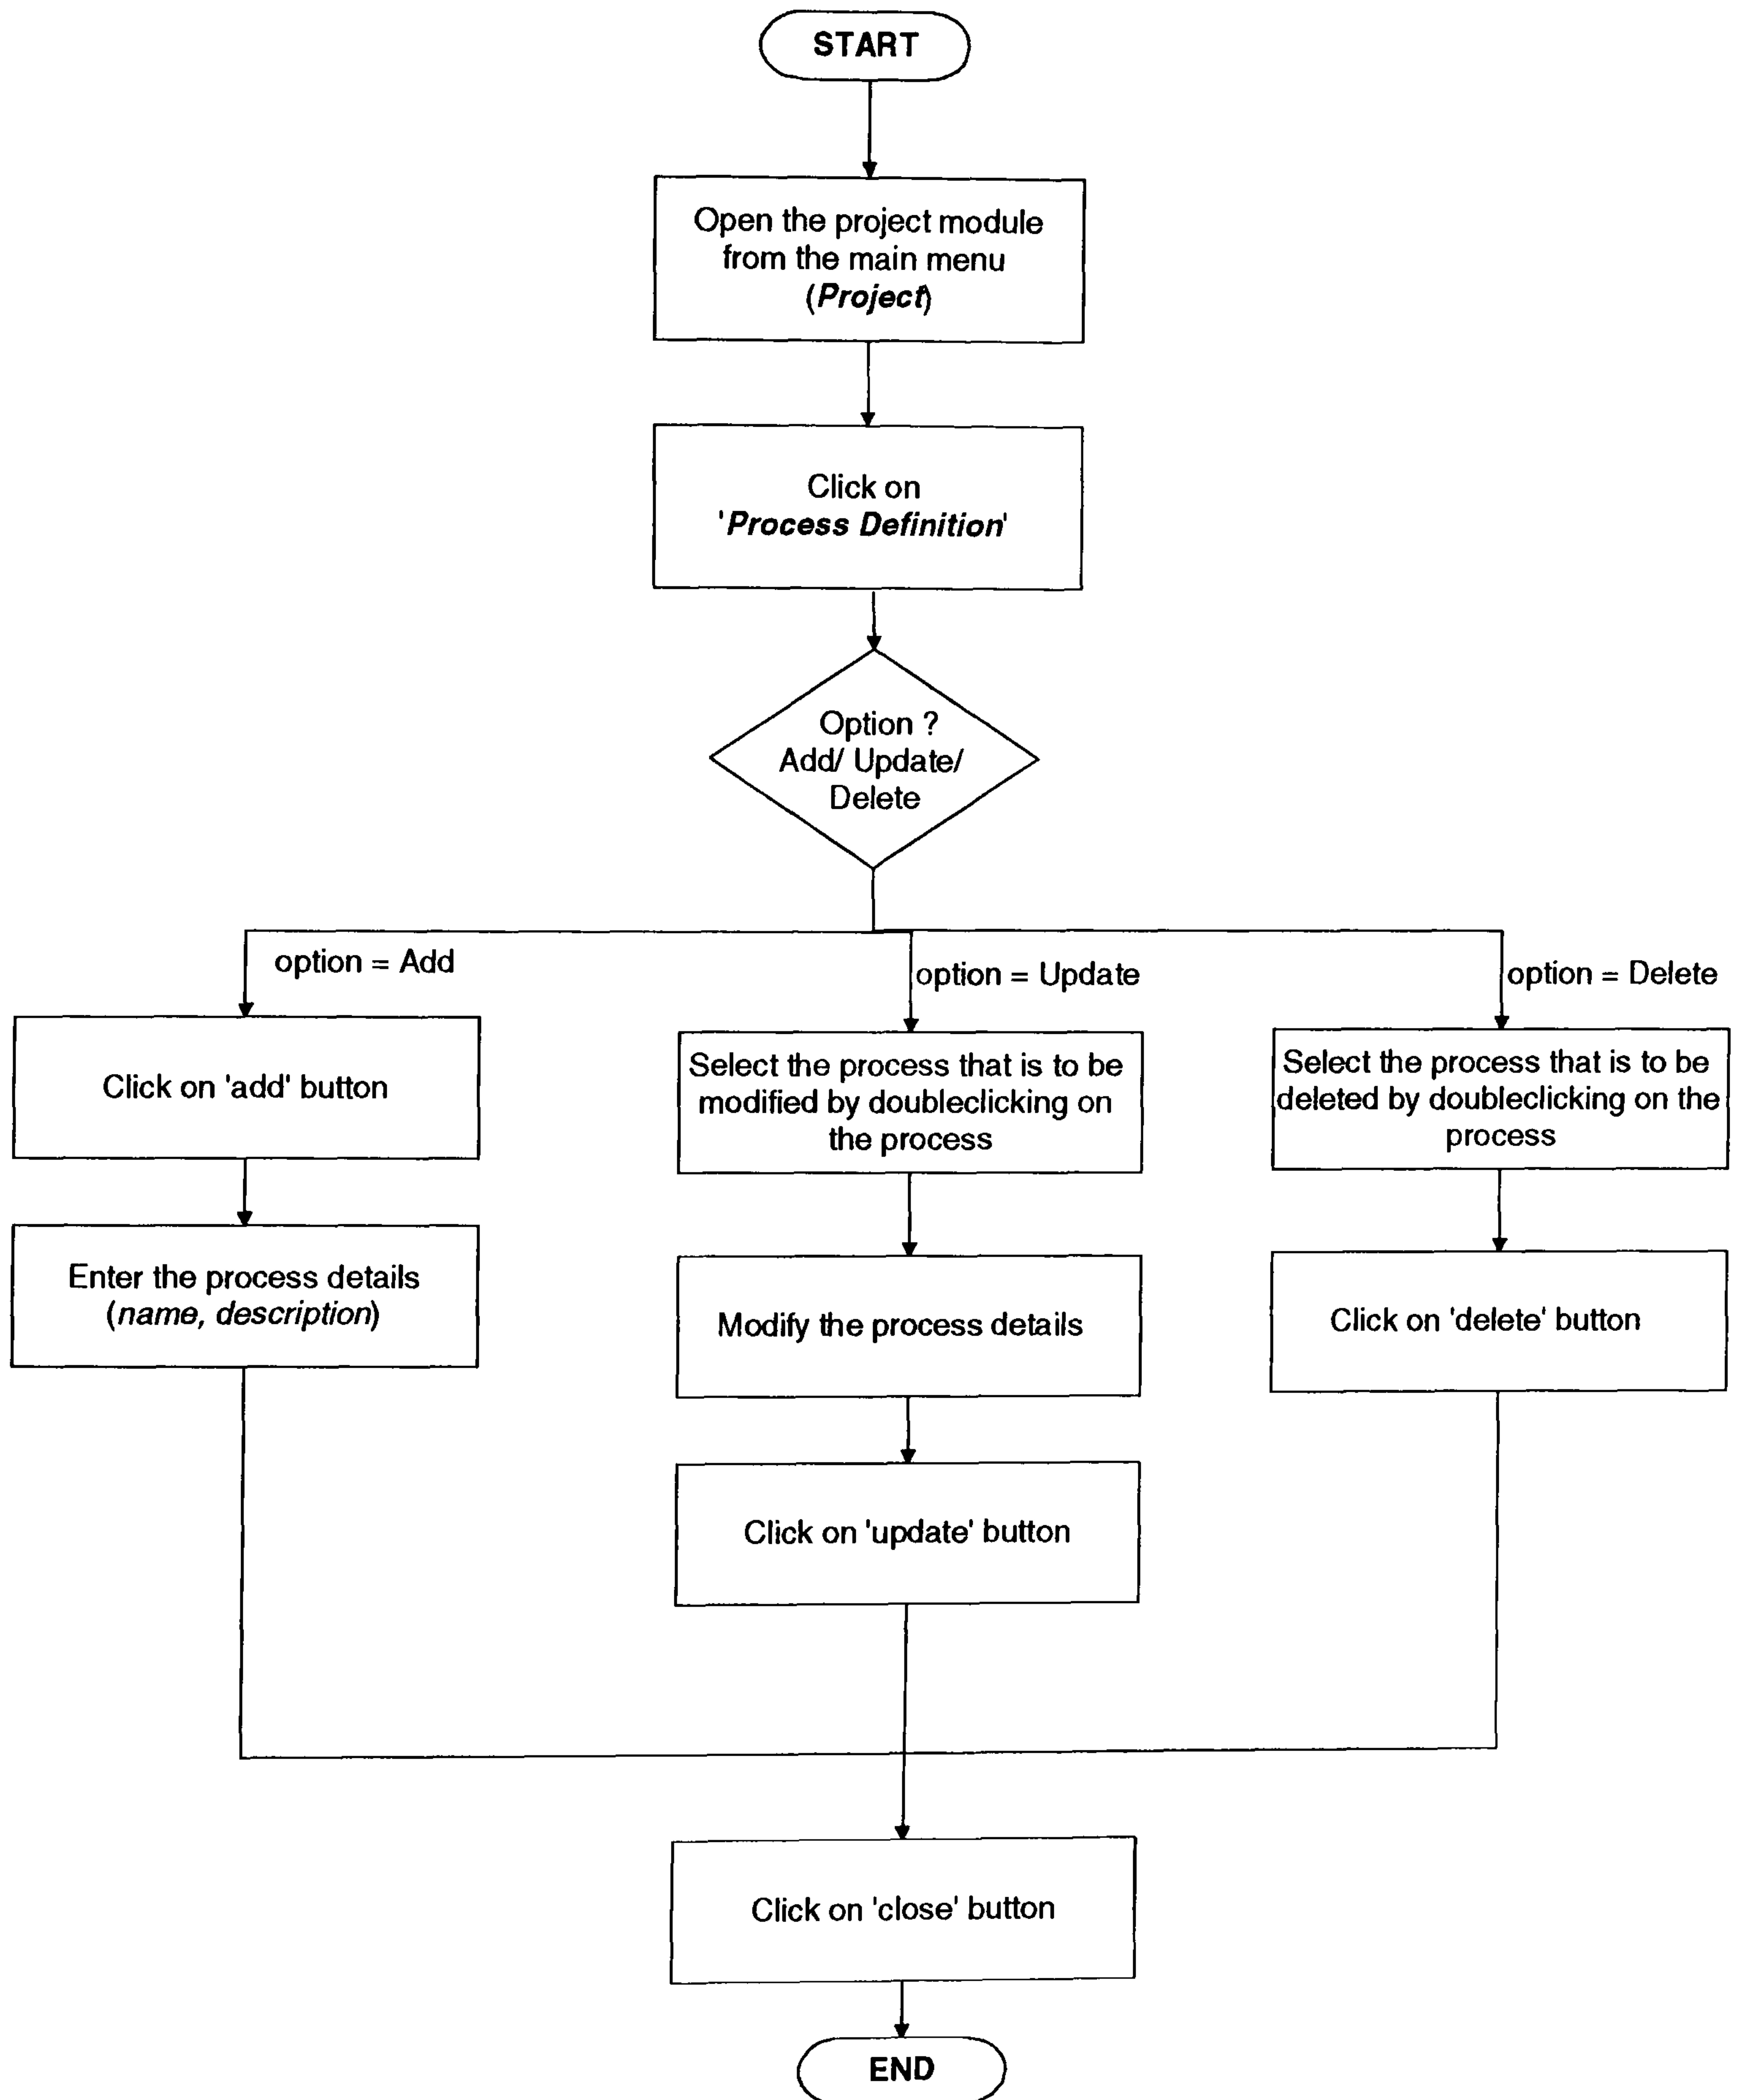 START
Open the project module
from the main menu
(Project)
Click on
'Process Definition'
Option ?
Add/ Update/
Delete
option = Add
option = Update
option = Delete
Click on 'add' button
Select the process that is to be
modified by doubleclicking on
the process
Select the process that is to be
deleted by doubleclicking on the
process
Enter the process details
(name, description)
Modify the process details
Click on 'delete' button
Click on 'update' button
Click on 'close' button
END